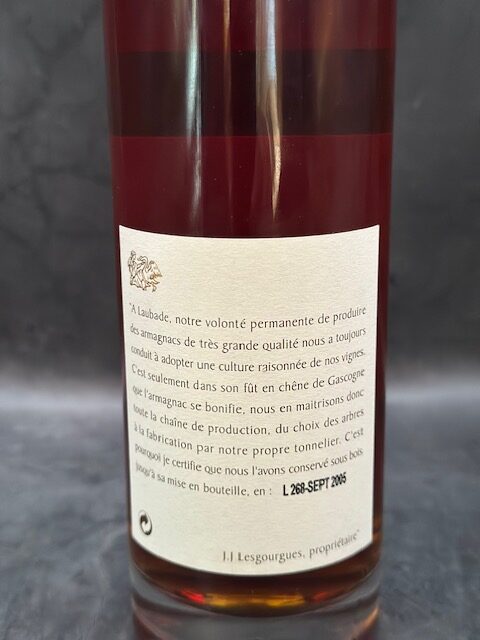 "A Laubade, notre volonté permanente de produire
des armagnacs de très grande qualité nous a toujours
conduit à adopter une culture raisonnée de nos vignes.
C'est seulement dans son fût en chêne de Gascogne
que l'armagnac se bonifie, nous en maitrisons donc
toute la chaîne de production, du choix des arbres
à la fabrication par notre propre tonnelier. C'est
pourquoi je certifie que nous l'avons conservé sous bois
jusqu'à sa mise en bouteille, en : L 268-SEPT 2005
J.J Lesgourgues, propriétaire"